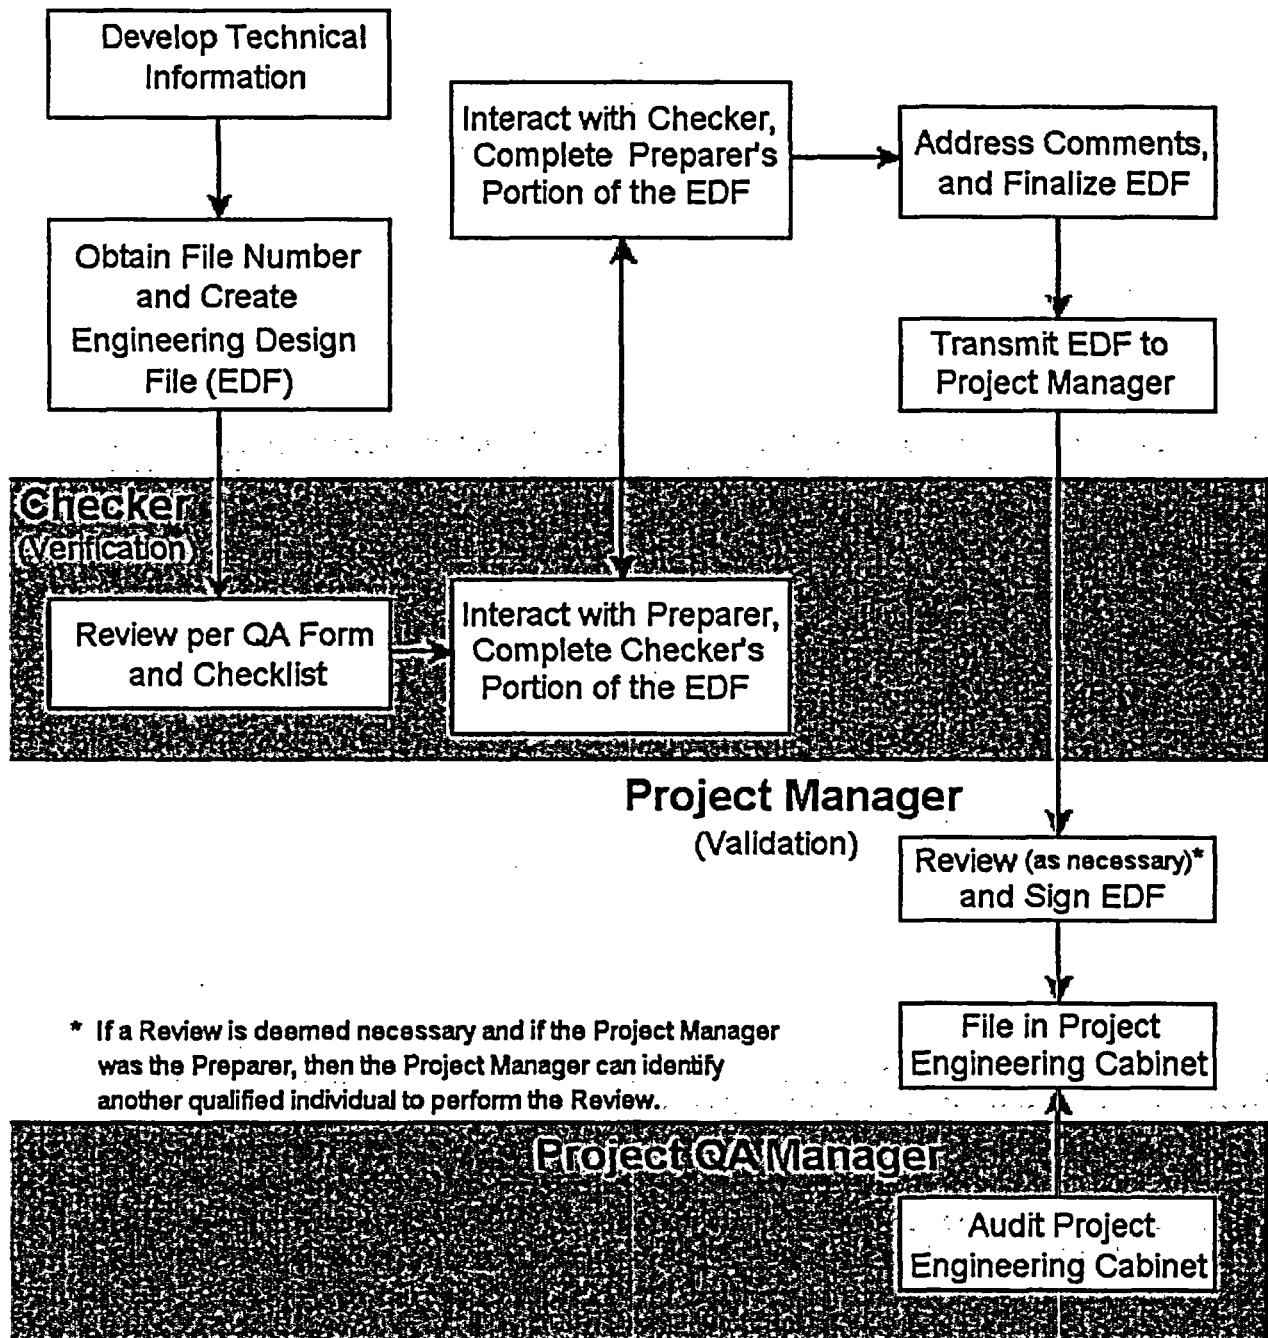 Develop Technical
Information
Obtain File Number
and Create
Engineering Design
File (EDF)
Interact with Checker,
Complete Preparer's
Portion of the EDF
Address Comments,
and Finalize EDF
Transmit EDF to
Project Manager
Checker
(Verification)
Review per QA Form
and Checklist
Interact with Preparer,
Complete Checker's
Portion of the EDF
Project Manager
(Validation)
Review (as necessary)*
and Sign EDF
File in Project
Engineering Cabinet
* If a Review is deemed necessary and if the Project Manager
was the Preparer, then the Project Manager can identify
another qualified individual to perform the Review.
Project QA Manager
Audit Project
Engineering Cabinet